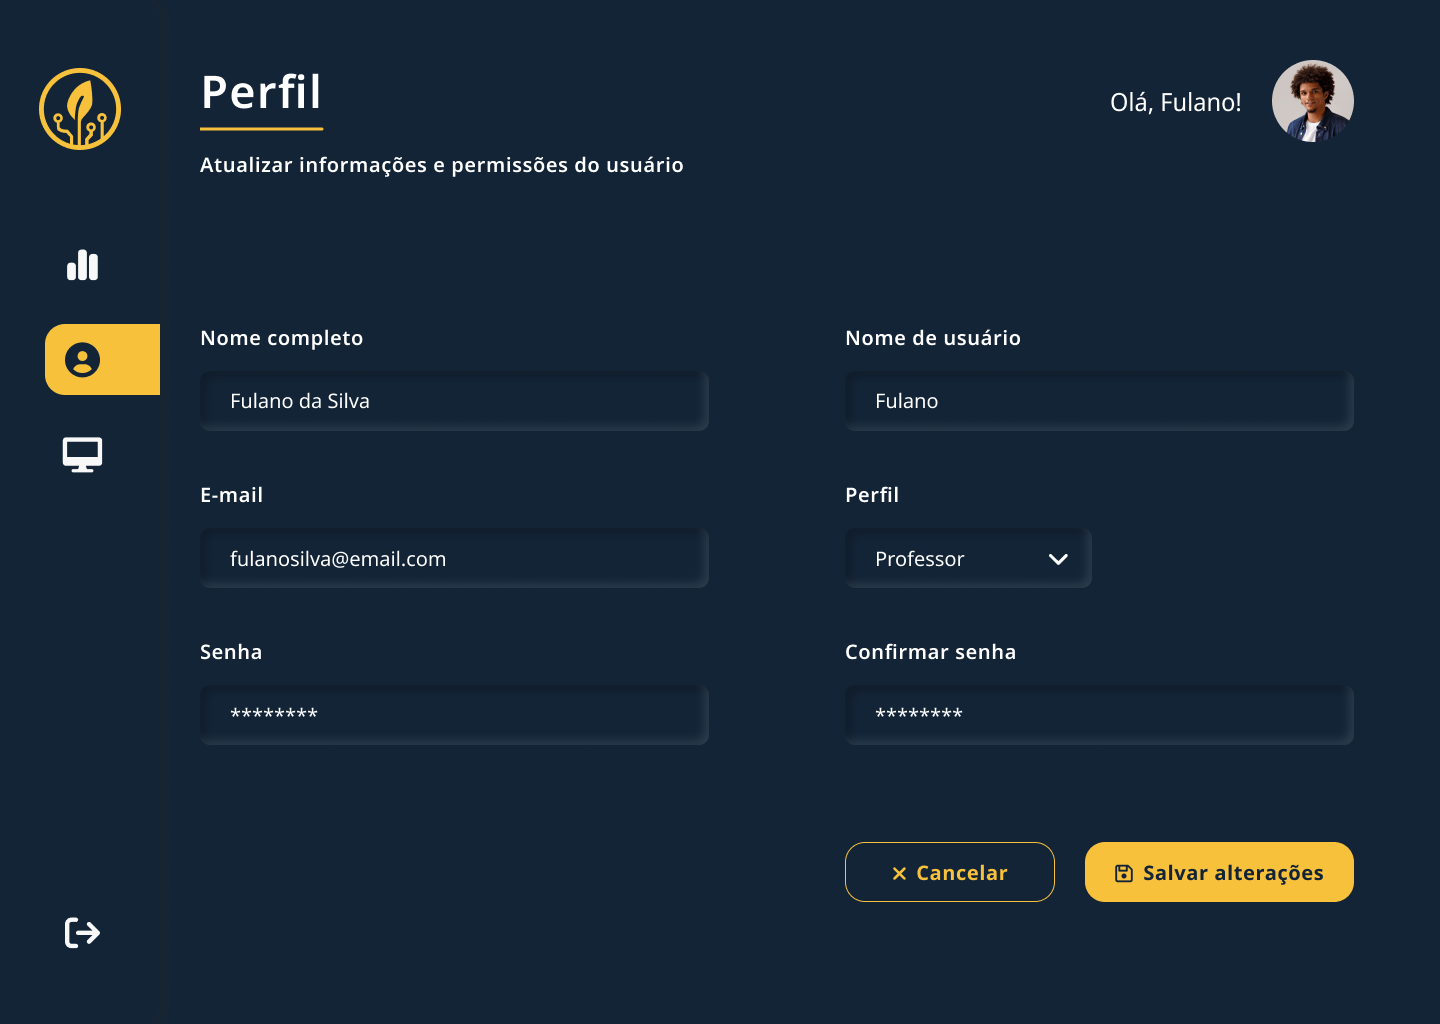 Perfil
Olá, Fulano!
Atualizar informações e permissões do usuário
Nome completo
Nome de usuário
Fulano da Silva
Fulano
E-mail
Perfil
fulanosilva@email.com
Professor
Senha
Confirmar senha
********
********
Cancelar
Salvar alterações